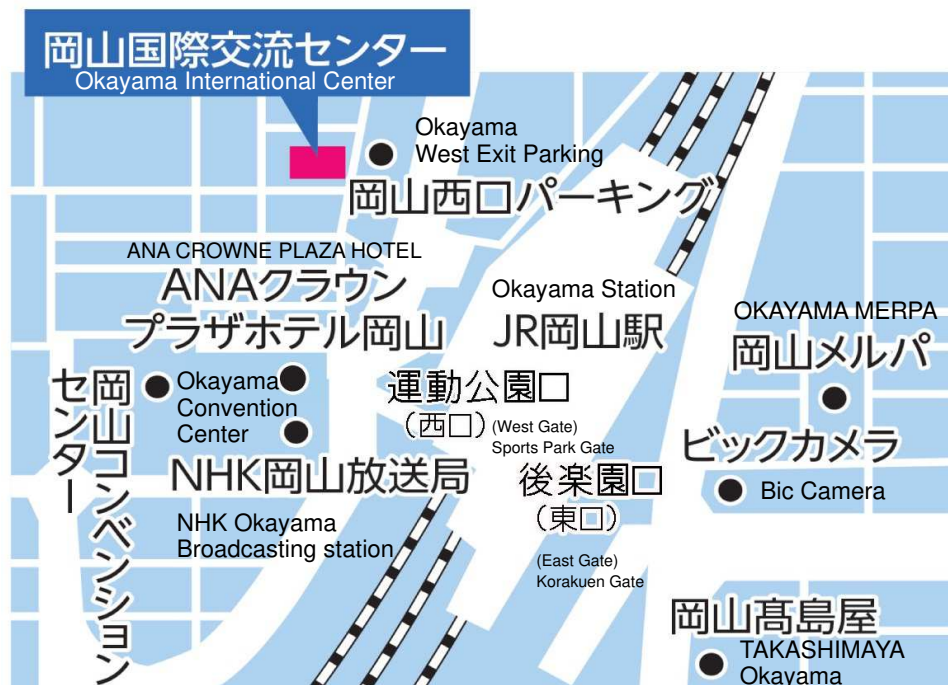 岡山国際交流センター
Okayama International Center
Okayama
West Exit Parking
岡山西口パーキング
ANA CROWNE PLAZA HOTEL
ANAクラウン
プラザホテル岡山
Okayama Station
JR岡山駅
OKAYAMA MERPA
岡山メルパ
岡山コンベンション
センター
Okayama
Convention
Center
運動公園口
(西口)
(West Gate)
Sports Park Gate
ビックカメラ
Bic Camera
NHK岡山放送局
NHK Okayama
Broadcasting station
後楽園口
(東口)
(East Gate)
Korakuen Gate
岡山髙島屋
TAKASHIMAYA
Okayama